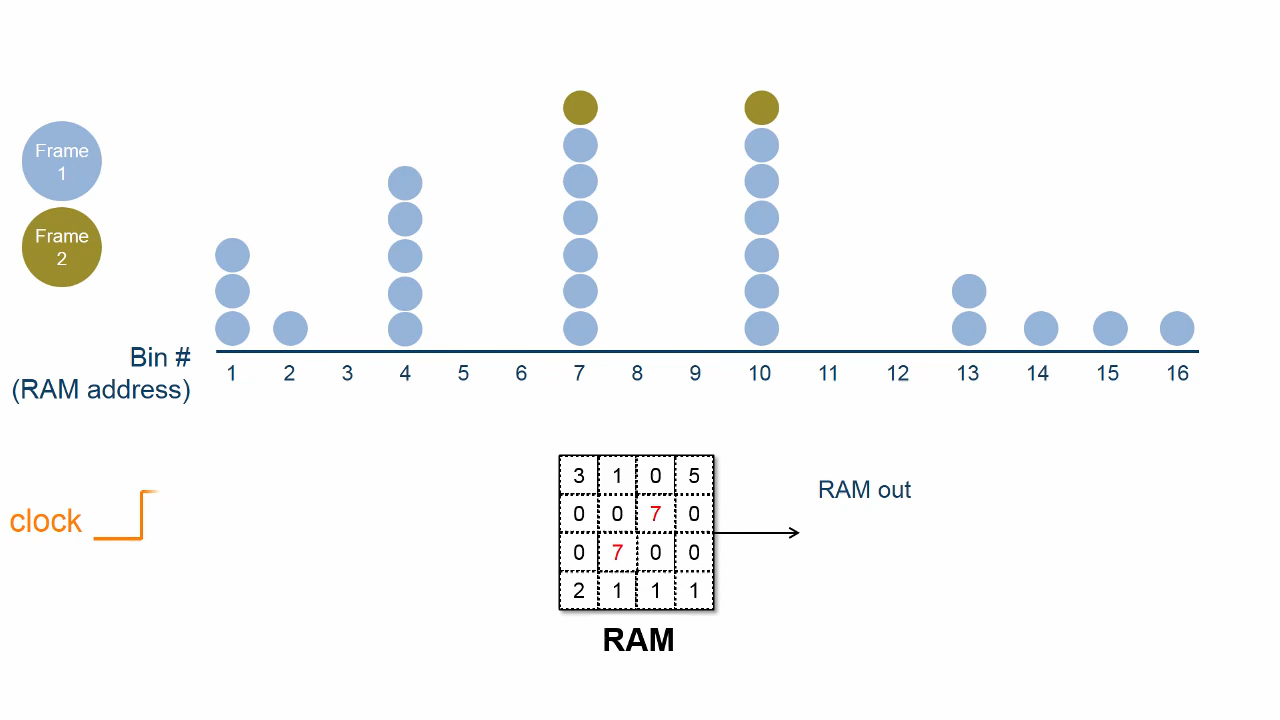 Frame
1
Frame
2
Bin #
(RAM address)
1 2 3 4 5 6 7 8 9 10 11 12 13 14 15 16
clock
3 1 0 5
0 0 7 0
0 7 0 0
2 1 1 1
RAM out
RAM